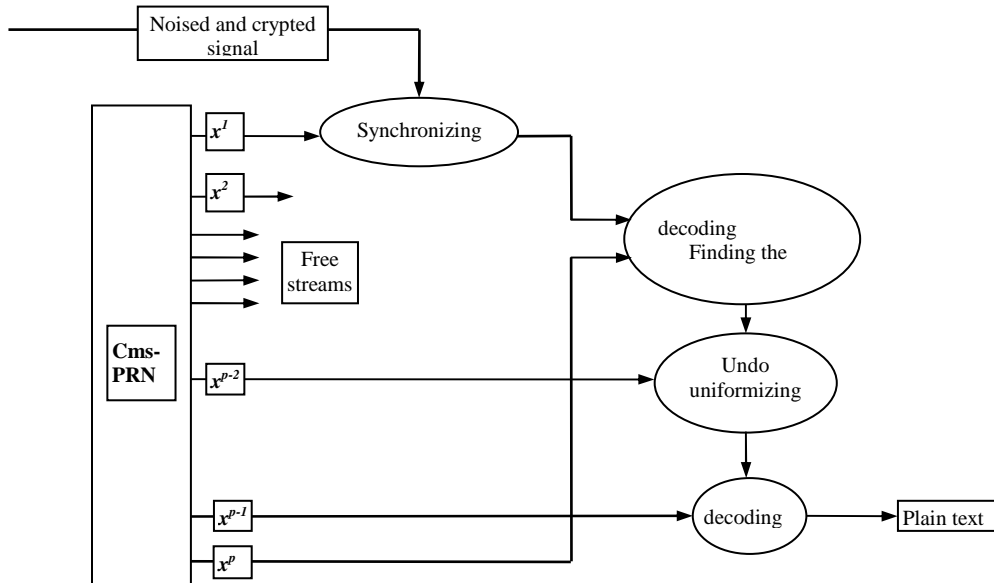 Noised and crypted
signal
x¹
Synchronizing
x²
decoding
Finding the
Free
streams
Cms-
PRN
Undo
uniformizing
xᵖ⁻²
xᵖ⁻¹
decoding
Plain text
xᵖ